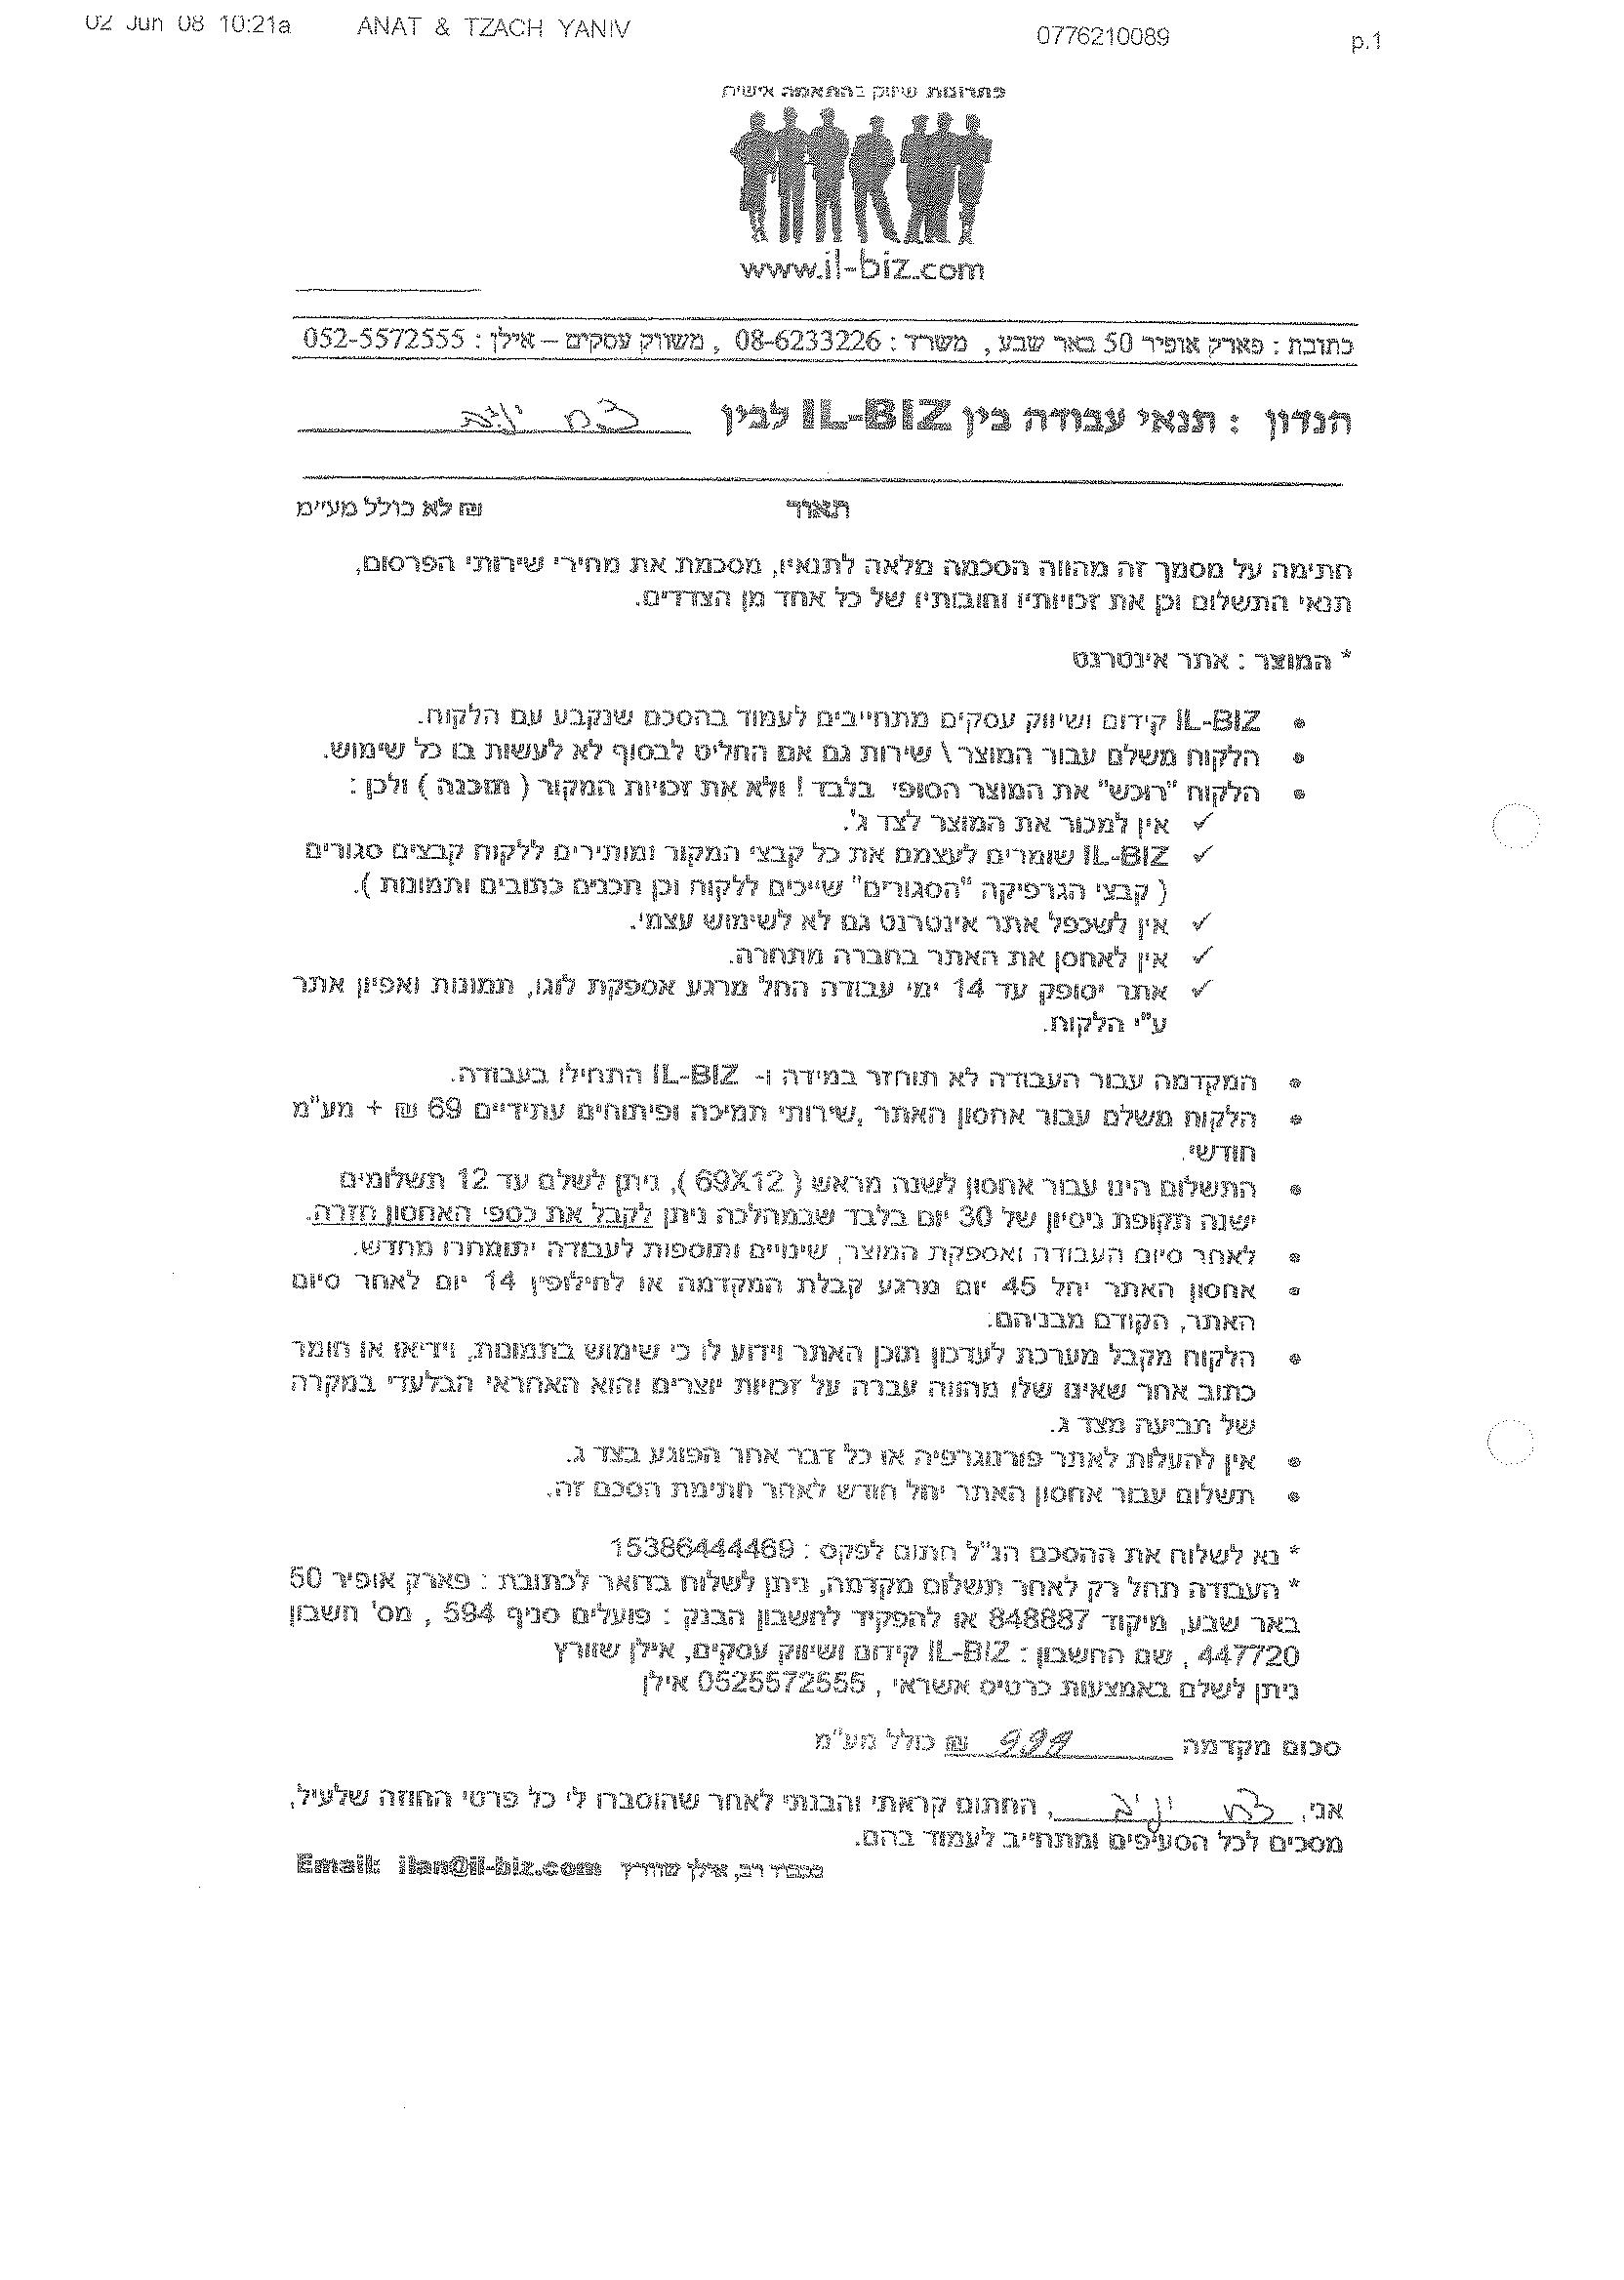 02 Jun 08 10:21a ANAT & TZACH YANIV 0776210089 p.1
פתרונות שיווק בהתאמה אישית
www.il-biz.com
כתובת : פארק אופיר 50 באר שבע , משרד : 08-6233226 , משווק עסקים – אילן : 052-5572555
הנדון : תנאי עבודה בין IL-BIZ לבין
תאור ₪ לא כולל מע״מ
חתימה על מסמך זה מהווה הסכמה מלאה לתנאיו, מסכמת את מחירי שירותי הפרסום,
תנאי התשלום וכן את זכויותיו וחובותיו של כל אחד מן הצדדים.
* המוצר : אתר אינטרנט
• IL-BIZ קידום ושיווק עסקים מתחייבים לעמוד בהסכם שנקבע עם הלקוח.
• הלקוח משלם עבור המוצר \ שירות גם אם החליט לבסוף לא לעשות בו כל שימוש.
• הלקוח "רוכש" את המוצר הסופי בלבד ! ולא את זכויות המקור ( תוכנה ) ולכן :
✓ אין למכור את המוצר לצד ג'.
✓ IL-BIZ שומרים לעצמם את כל קבצי המקור ומותירים ללקוח קבצים סגורים
( קבצי הגרפיקה "הסגורים" שייכים ללקוח וכן תכנים כתובים ותמונות ).
✓ אין לשכפל אתר אינטרנט גם לא לשימוש עצמי.
✓ אין לאחסן את האתר בחברה מתחרה.
✓ אתר יסופק עד 14 ימי עבודה החל מרגע אספקת לוגו, תמונות ואפיון אתר
ע"י הלקוח.
• המקדמה עבור העבודה לא תוחזר במידה ו- IL-BIZ התחילו בעבודה.
• הלקוח משלם עבור אחסון האתר ,שירותי תמיכה ופיתוחים עתידיים 69 ₪ + מע"מ
חודשי.
• התשלום הינו עבור אחסון לשנה מראש ( 69X12 ), ניתן לשלם עד 12 תשלומים
ישנה תקופת ניסיון של 30 יום בלבד שבמהלכה ניתן לקבל את כספי האחסון חזרה.
• לאחר סיום העבודה ואספקת המוצר, שינויים ותוספות לעבודה יתומחרו מחדש.
• אחסון האתר יחל 45 יום מרגע קבלת המקדמה או לחילופין 14 יום לאחר סיום
האתר, הקודם מבניהם.
• הלקוח מקבל מערכת לעדכון תוכן האתר וידוע לו כי שימוש בתמונות, וידיאו או חומר
כתוב אחר שאינו שלו מהווה עברה על זכויות יוצרים והוא האחראי הבלעדי במקרה
של תביעה מצד ג.
• אין להעלות לאתר פורנוגרפיה או כל דבר אחר הפוגע בצד ג.
• תשלום עבור אחסון האתר יחל חודש לאחר חתימת הסכם זה.
* נא לשלוח את ההסכם הנ"ל חתום לפקס : 15386444469
* העבודה תחל רק לאחר תשלום מקדמה, ניתן לשלוח בדואר לכתובת : פארק אופיר 50
באר שבע, מיקוד 848887 או להפקיד לחשבון הבנק : פועלים סניף 594 , מס' חשבון
447720 , שם החשבון : IL-BIZ קידום ושיווק עסקים, אילן שוורץ
ניתן לשלם באמצעות כרטיס אשראי , 0525572555 אילן
סכום מקדמה 999 ₪ כולל מע"מ
אני, , החתום קראתי והבנתי לאחר שהוסברו לי כל פרטי החוזה שלעיל,
מסכים לכל הסעיפים ומתחייב לעמוד בהם.
בכבוד רב, אילן שוורץ Email: ilan@il-biz.com